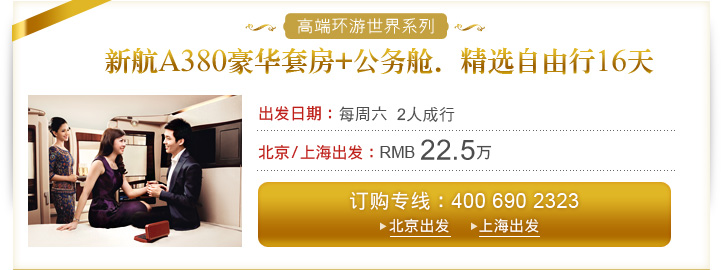 高端环游世界系列
新航A380豪华套房+公务舱．精选自由行16天
出发日期：每周六 2人成行
北京/上海出发：RMB 22.5万
订购专线：400 690 2323
北京出发 上海出发